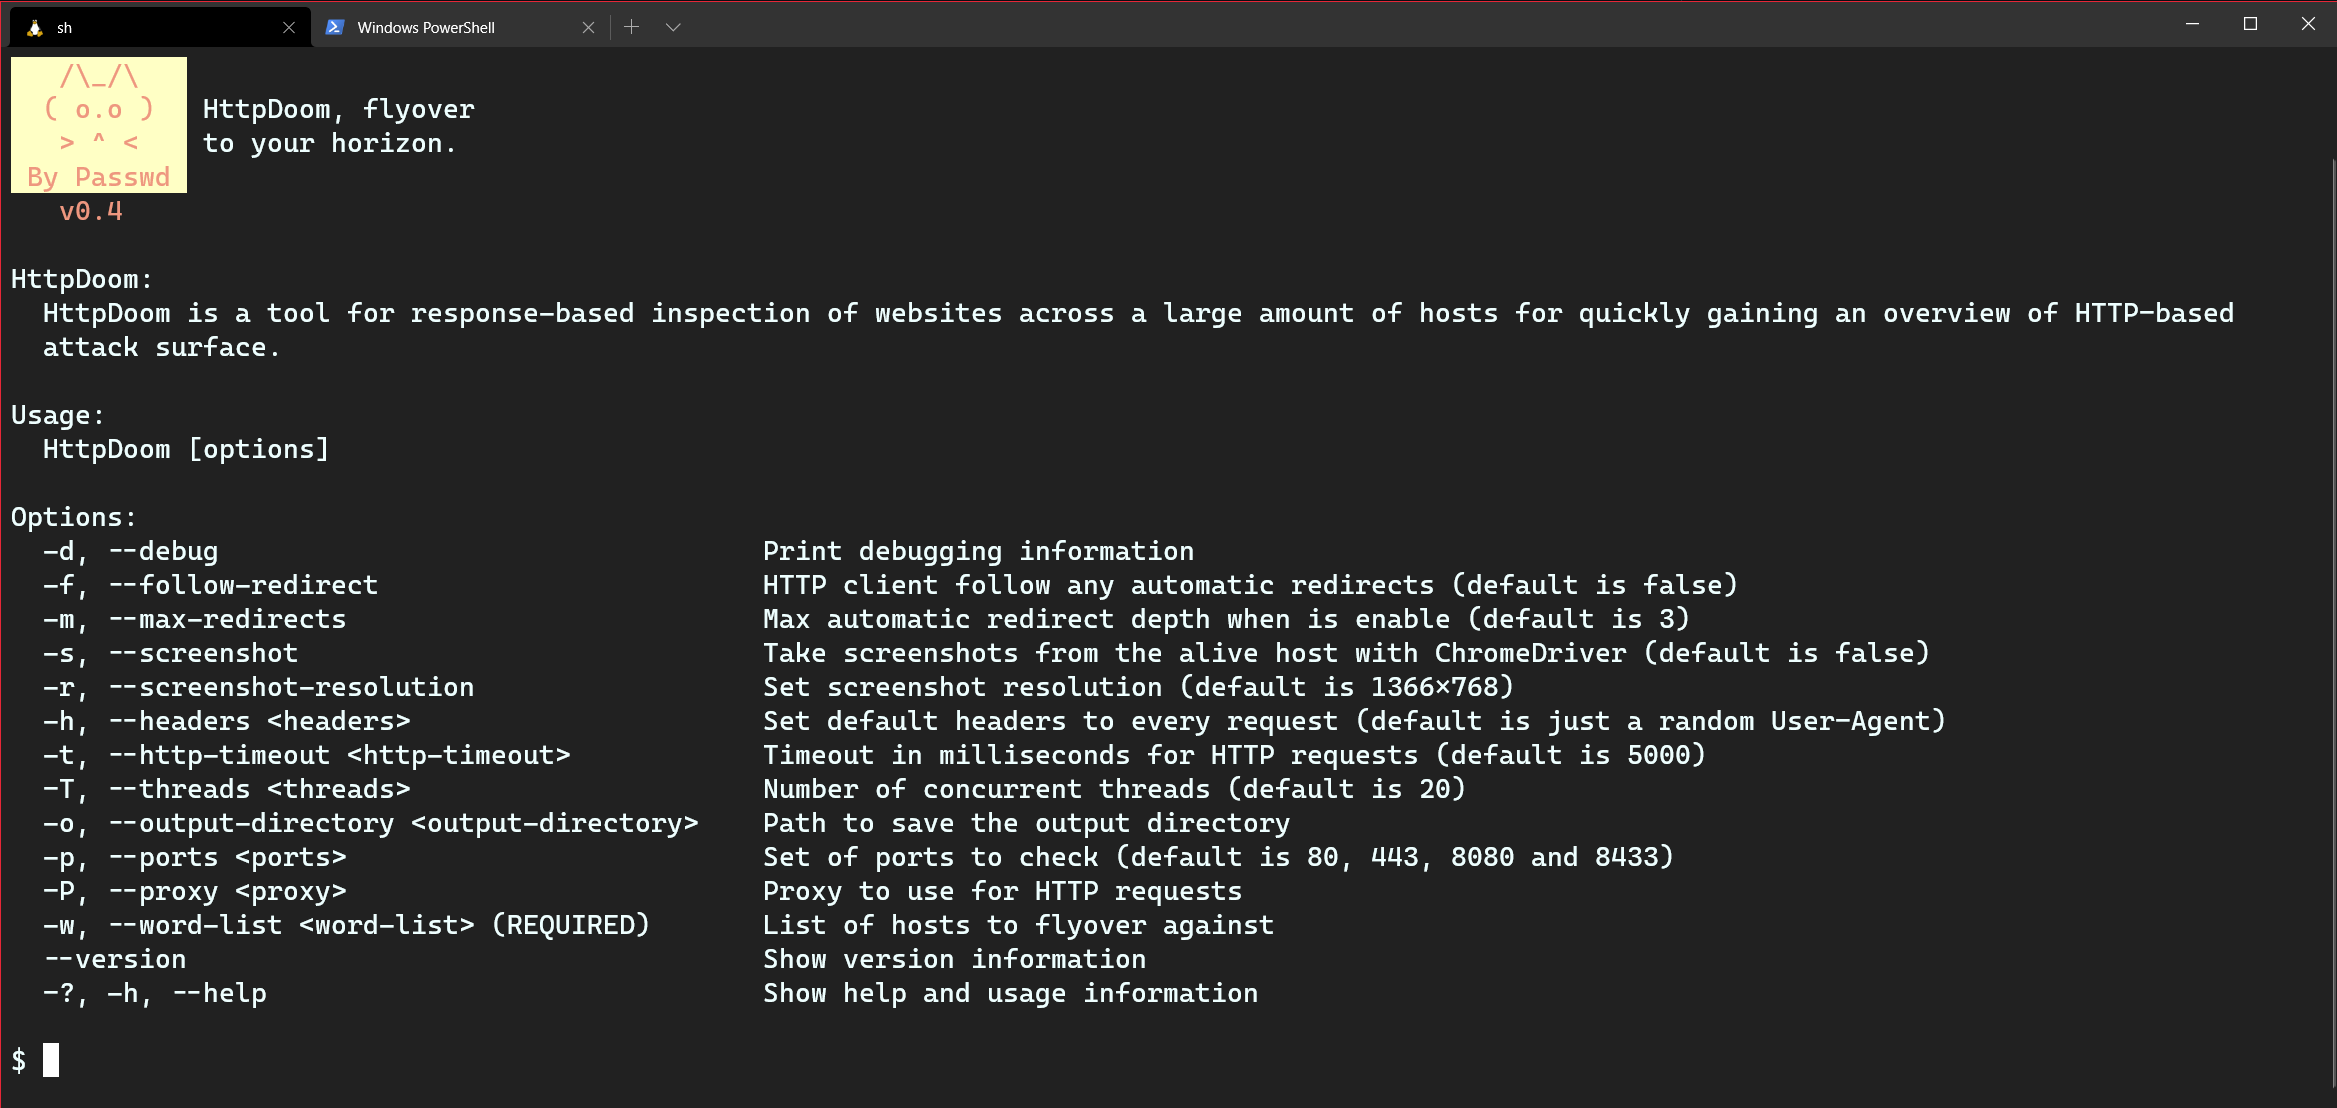 sh Windows PowerShell
/\_/\
( o.o ) HttpDoom, flyover
> ^ < to your horizon.
By Passwd
v0.4
HttpDoom:
HttpDoom is a tool for response-based inspection of websites across a large amount of hosts for quickly gaining an overview of HTTP-based
attack surface.
Usage:
HttpDoom [options]
Options:
-d, --debug Print debugging information
-f, --follow-redirect HTTP client follow any automatic redirects (default is false)
-m, --max-redirects Max automatic redirect depth when is enable (default is 3)
-s, --screenshot Take screenshots from the alive host with ChromeDriver (default is false)
-r, --screenshot-resolution Set screenshot resolution (default is 1366×768)
-h, --headers <headers> Set default headers to every request (default is just a random User-Agent)
-t, --http-timeout <http-timeout> Timeout in milliseconds for HTTP requests (default is 5000)
-T, --threads <threads> Number of concurrent threads (default is 20)
-o, --output-directory <output-directory> Path to save the output directory
-p, --ports <ports> Set of ports to check (default is 80, 443, 8080 and 8433)
-P, --proxy <proxy> Proxy to use for HTTP requests
-w, --word-list <word-list> (REQUIRED) List of hosts to flyover against
--version Show version information
-?, -h, --help Show help and usage information
$